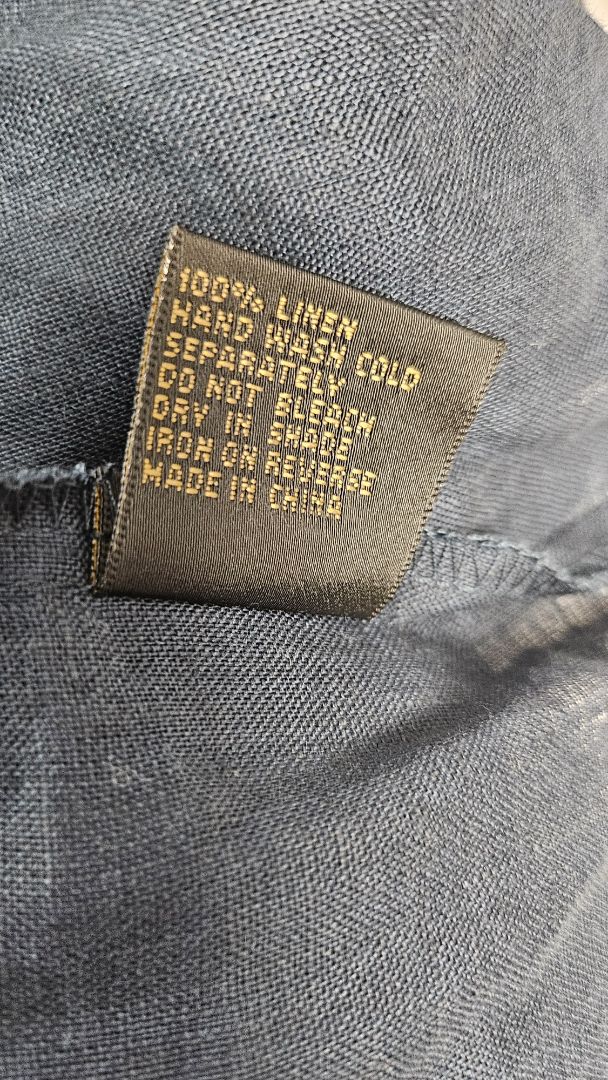 100% LINEN
HAND WASH COLD
SEPARATELY
DO NOT BLEACH
DRY IN SHADE
IRON ON REVERSE
MADE IN CHINA